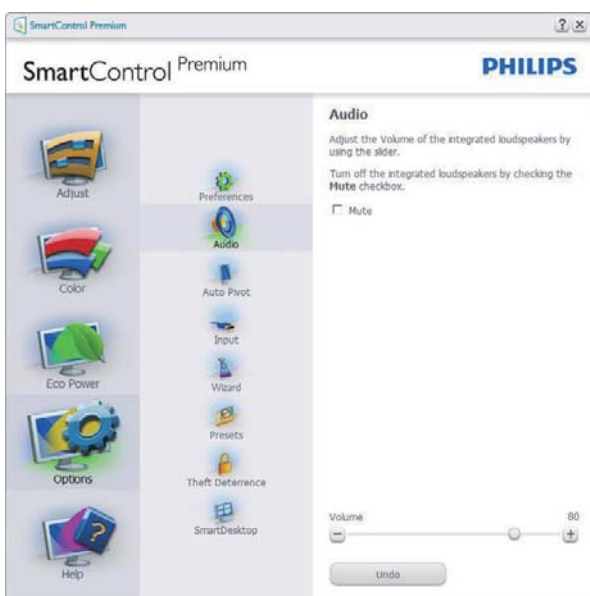 SmartControl Premium
SmartControl Premium
PHILIPS
Adjust
Color
Eco Power
Options
Help
Preferences
Audio
Auto Pivot
Input
Wizard
Presets
Theft Deterrence
SmartDesktop
Audio
Adjust the Volume of the integrated loudspeakers by
using the slider.
Turn off the integrated loudspeakers by checking the
Mute checkbox.
Mute
Volume 80
Undo